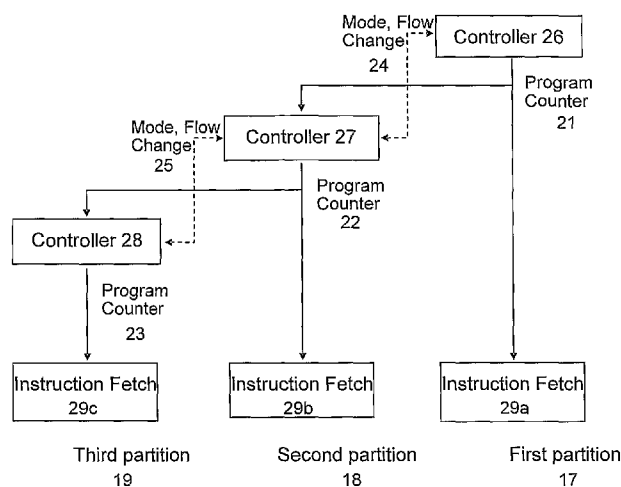 Mode, Flow
Change
24
Controller 26
Program
Counter
21
Mode, Flow
Change
25
Controller 27
Program
Counter
22
Controller 28
Program
Counter
23
Instruction Fetch
29c
Instruction Fetch
29b
Instruction Fetch
29a
Third partition
19
Second partition
18
First partition
17